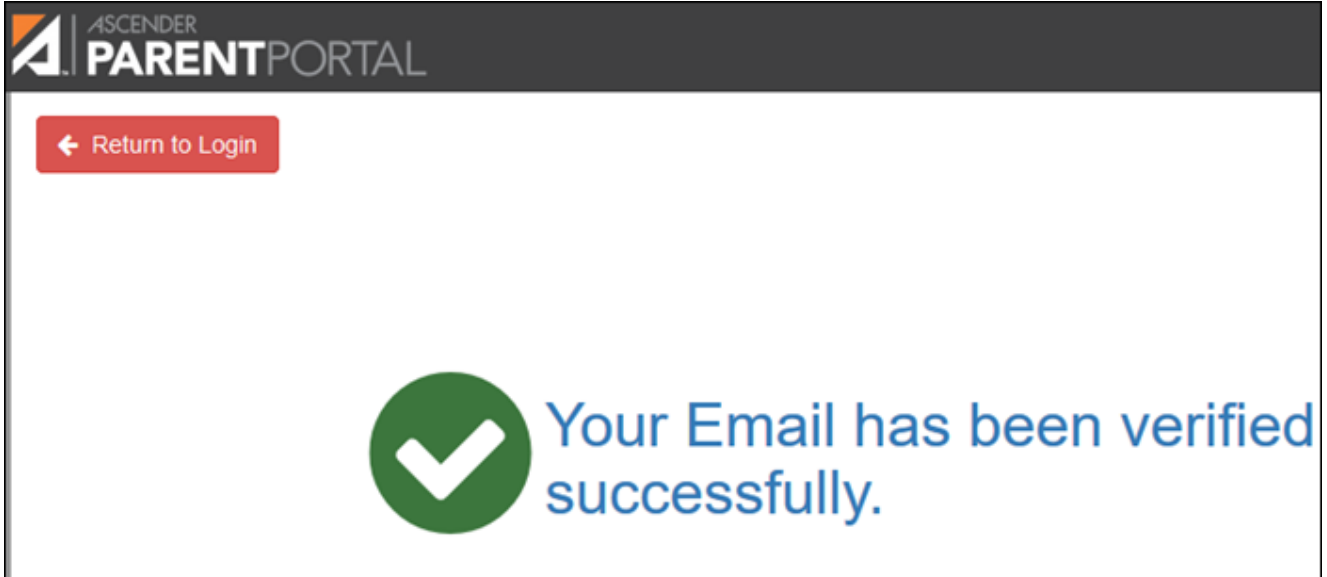 ASCENDER
PARENTPORTAL
Return to Login
Your Email has been verified
successfully.